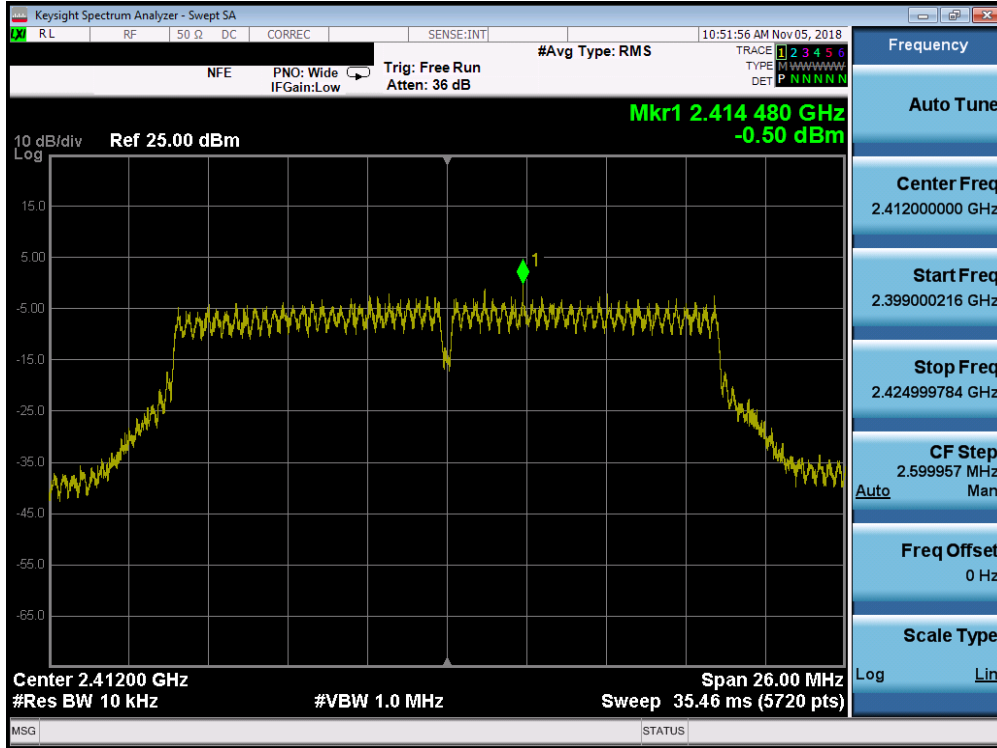 Keysight Spectrum Analyzer - Swept SA
LXI RL RF 50 Ω DC CORREC SENSE:INT 10:51:56 AM Nov 05, 2018
#Avg Type: RMS TRACE 1 2 3 4 5 6
NFE PNO: Wide Trig: Free Run TYPE M WWWWW
IFGain:Low Atten: 36 dB DET P N N N N N
Mkr1 2.414 480 GHz
10 dB/div Ref 25.00 dBm -0.50 dBm
Log
15.0
5.00
1
-5.00
-15.0
-25.0
-35.0
-45.0
-55.0
-65.0
Center 2.41200 GHz Span 26.00 MHz
#Res BW 10 kHz #VBW 1.0 MHz Sweep 35.46 ms (5720 pts)
MSG STATUS
Frequency
Auto Tune
Center Freq
2.412000000 GHz
Start Freq
2.399000216 GHz
Stop Freq
2.424999784 GHz
CF Step
2.599957 MHz
Auto Man
Freq Offset
0 Hz
Scale Type
Log Lin